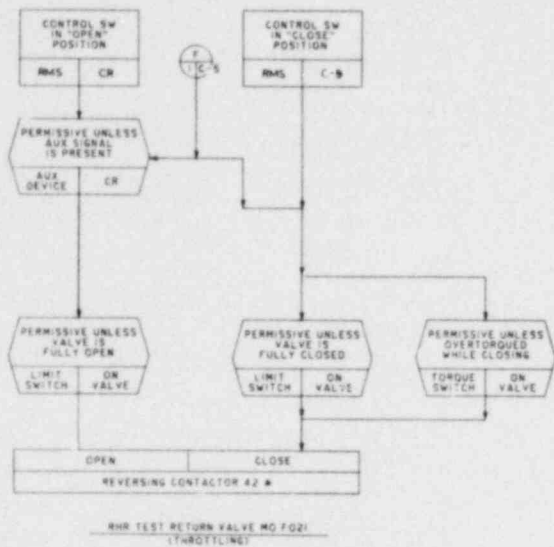 CONTROL SW
IN "OPEN"
POSITION
RMS CR
F
1 C-5
CONTROL SW
IN "CLOSE"
POSITION
RMS C-B
PERMISSIVE UNLESS
AUX SIGNAL
IS PRESENT
AUX
DEVICE CR
PERMISSIVE UNLESS
VALVE IS
FULLY OPEN
LIMIT
SWITCH ON
VALVE
PERMISSIVE UNLESS
VALVE IS
FULLY CLOSED
LIMIT
SWITCH ON
VALVE
PERMISSIVE UNLESS
OVERTORQUED
WHILE CLOSING
TORQUE
SWITCH ON
VALVE
OPEN CLOSE
REVERSING CONTACTOR 42 *
RHR TEST RETURN VALVE MO F021
(THROTTLING)